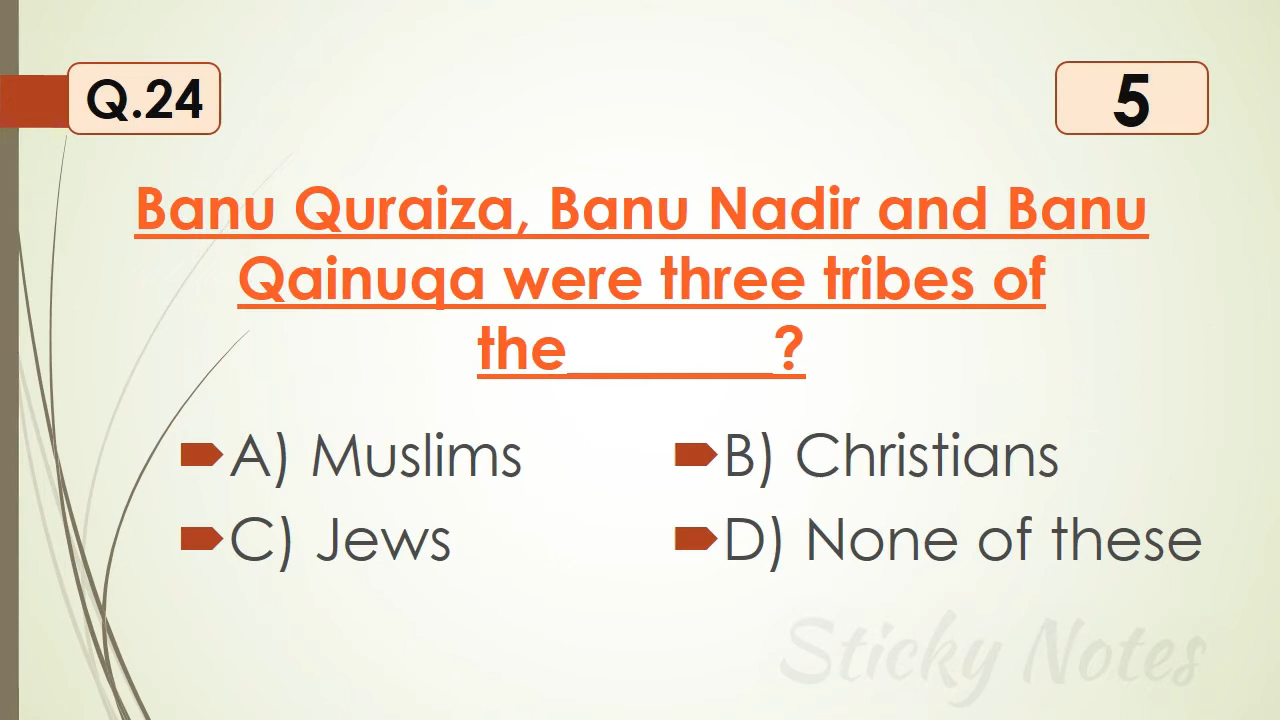 Q.24
5
Banu Quraiza, Banu Nadir and Banu
Qainuqa were three tribes of
the_______?
A) Muslims
B) Christians
C) Jews
D) None of these
Sticky Notes